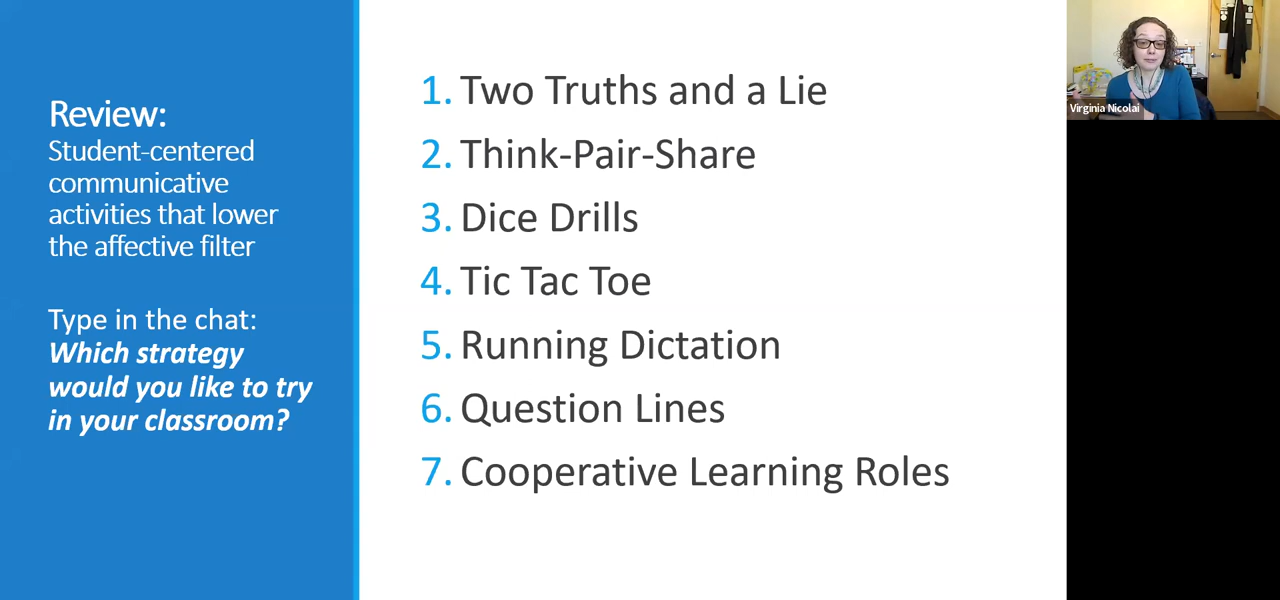 Review:
Student-centered
communicative
activities that lower
the affective filter
Type in the chat:
Which strategy
would you like to try
in your classroom?
1. Two Truths and a Lie
2. Think-Pair-Share
3. Dice Drills
4. Tic Tac Toe
5. Running Dictation
6. Question Lines
7. Cooperative Learning Roles
Virginia Nicolai